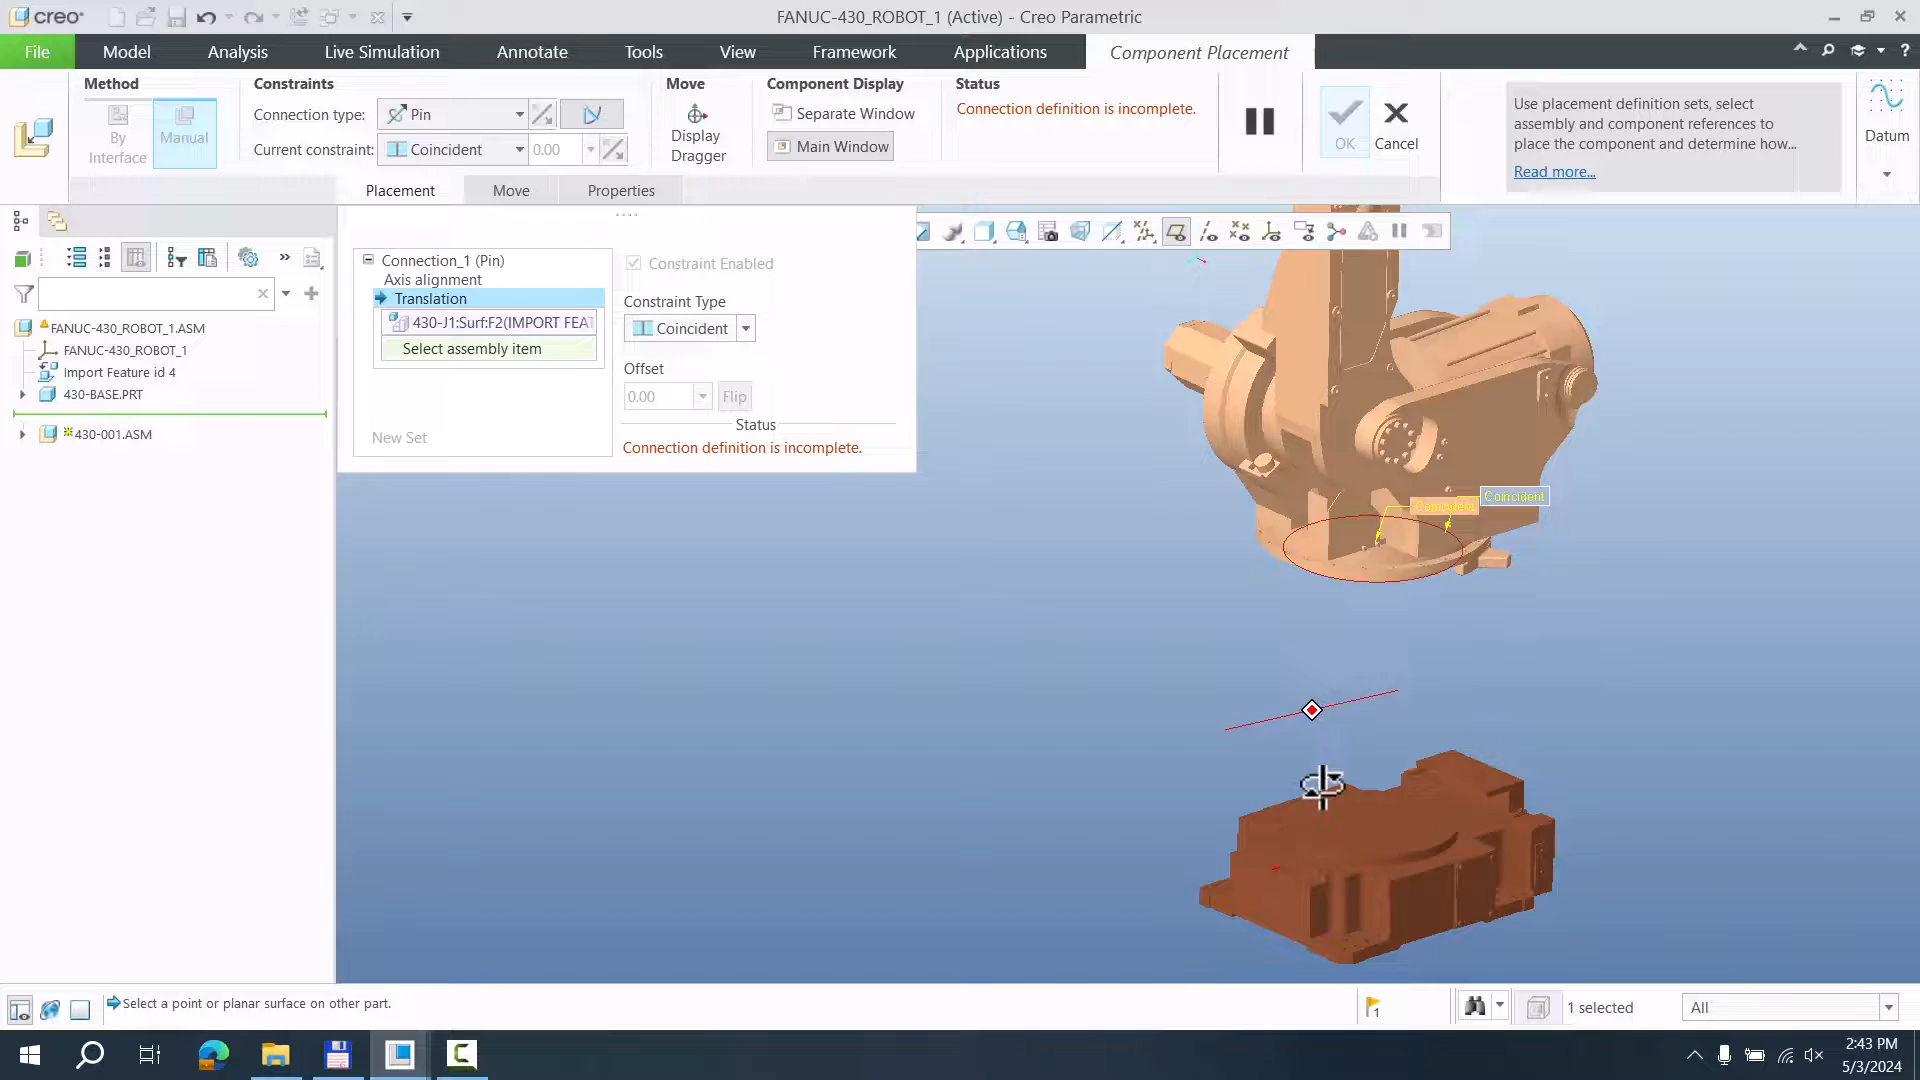 creo
FANUC-430_ROBOT_1 (Active) - Creo Parametric
File
Model
Analysis
Live Simulation
Annotate
Tools
View
Framework
Applications
Component Placement
Method
By Interface
Manual
Constraints
Connection type:
Pin
Current constraint:
Coincident
0.00
Move
Display Dragger
Component Display
Separate Window
Main Window
Status
Connection definition is incomplete.
OK
Cancel
Use placement definition sets, select
assembly and component references to
place the component and determine how...
Read more...
Datum
Placement
Move
Properties
Connection_1 (Pin)
Axis alignment
Translation
430-J1:Surf:F2(IMPORT FEAT
Select assembly item
New Set
Constraint Enabled
Constraint Type
Coincident
Offset
0.00
Flip
Status
Connection definition is incomplete.
FANUC-430_ROBOT_1.ASM
FANUC-430_ROBOT_1
Import Feature id 4
430-BASE.PRT
430-001.ASM
Coincident
Coincident
Select a point or planar surface on other part.
1
1 selected
All
2:43 PM
5/3/2024